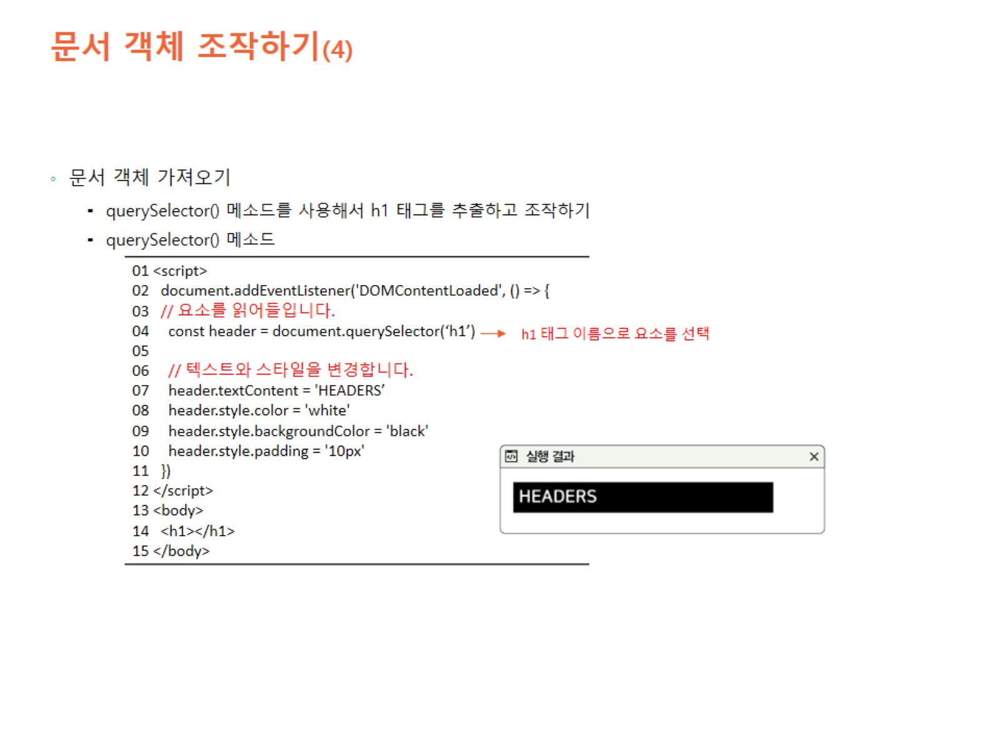 문서 객체 조작하기(4)
◦ 문서 객체 가져오기
▪ querySelector() 메소드를 사용해서 h1 태그를 추출하고 조작하기
▪ querySelector() 메소드
01 <script>
02 document.addEventListener('DOMContentLoaded', () => {
03 // 요소를 읽어들입니다.
04 const header = document.querySelector(‘h1’) → h1 태그 이름으로 요소를 선택
05
06 // 텍스트와 스타일을 변경합니다.
07 header.textContent = 'HEADERS’
08 header.style.color = 'white'
09 header.style.backgroundColor = 'black'
10 header.style.padding = '10px'
11 })
12 </script>
13 <body>
14 <h1></h1>
15 </body>
실행 결과
HEADERS